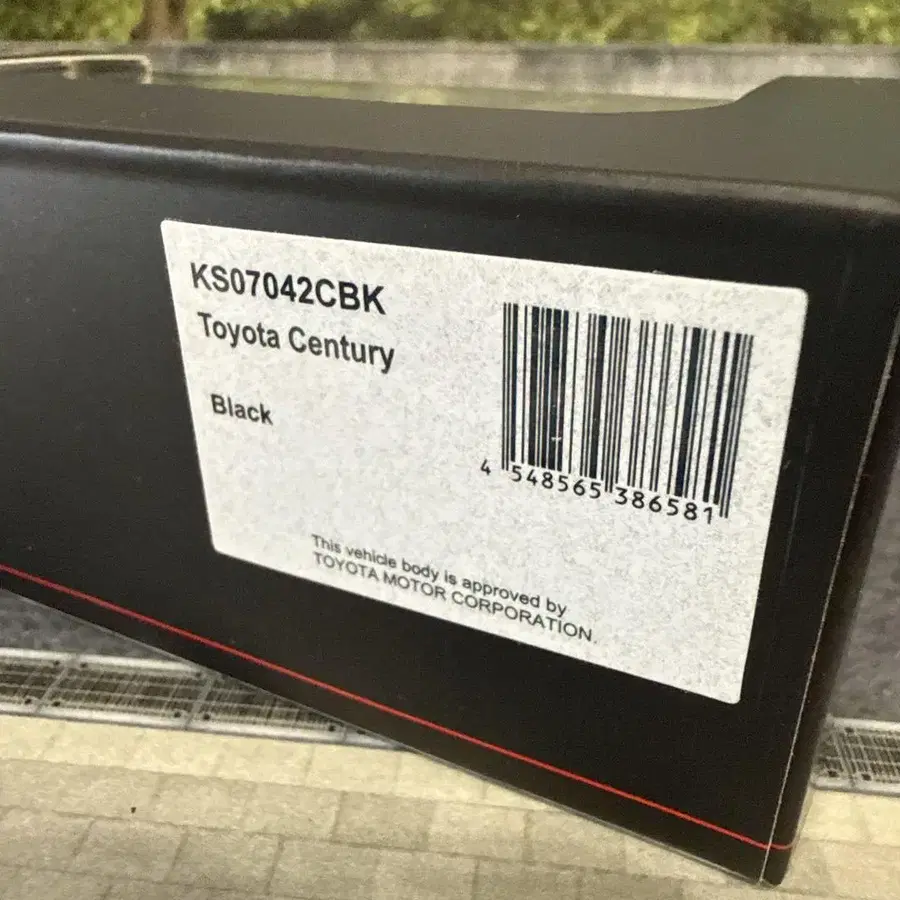 KS07042CBK
Toyota Century
Black
4 548565 386581
This vehicle body is approved by
TOYOTA MOTOR CORPORATION.